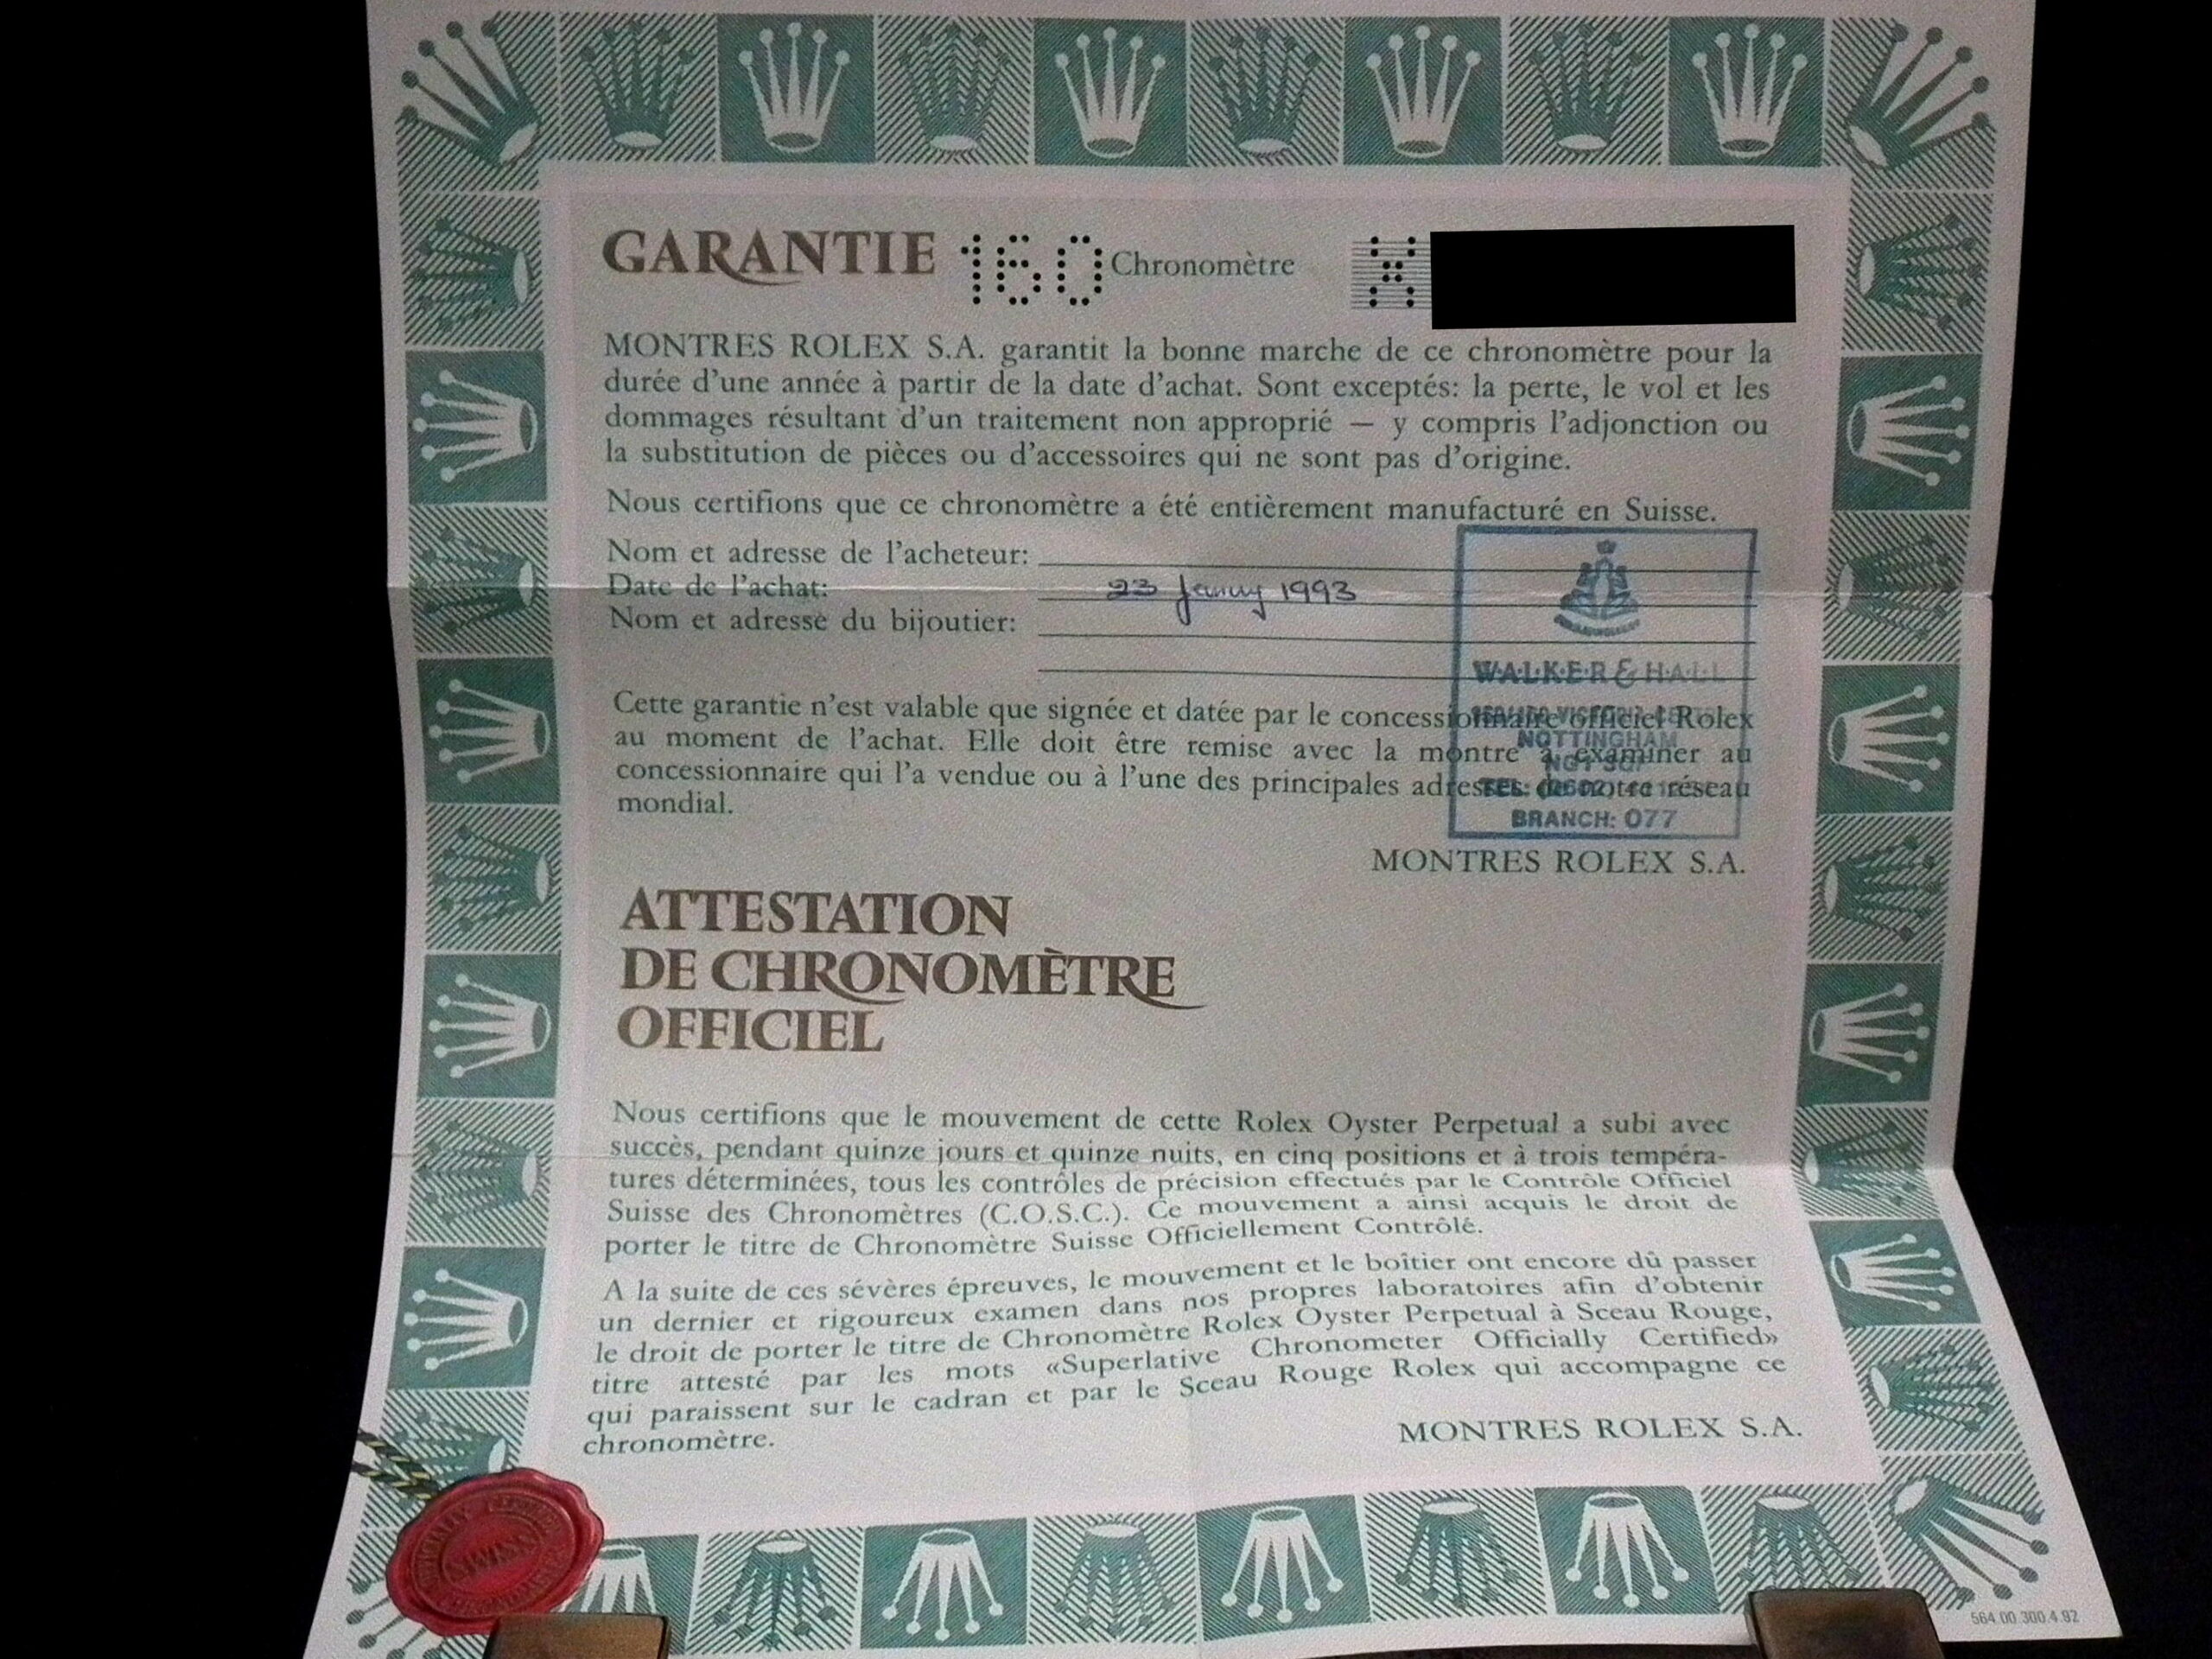 GARANTIE 160 Chronomètre X
MONTRES ROLEX S.A. garantit la bonne marche de ce chronomètre pour la
durée d'une année à partir de la date d'achat. Sont exceptés: la perte, le vol et les
dommages résultant d'un traitement non approprié — y compris l'adjonction ou
la substitution de pièces ou d'accessoires qui ne sont pas d'origine.
Nous certifions que ce chronomètre a été entièrement manufacturé en Suisse.
Nom et adresse de l'acheteur:
Date de l'achat: 23 January 1993
Nom et adresse du bijoutier:
WALKER & HALL
VICTORIA
NOTTINGHAM
TEL:
BRANCH: 077
Cette garantie n'est valable que signée et datée par le concessionnaire officiel Rolex
au moment de l'achat. Elle doit être remise avec la montre à examiner au
concessionnaire qui l'a vendue ou à l'une des principales adresses de notre réseau
mondial.
MONTRES ROLEX S.A.
ATTESTATION
DE CHRONOMÈTRE
OFFICIEL
Nous certifions que le mouvement de cette Rolex Oyster Perpetual a subi avec
succès, pendant quinze jours et quinze nuits, en cinq positions et à trois tempéra-
tures déterminées, tous les contrôles de précision effectués par le Contrôle Officiel
Suisse des Chronomètres (C.O.S.C.). Ce mouvement a ainsi acquis le droit de
porter le titre de Chronomètre Suisse Officiellement Contrôlé.
A la suite de ces sévères épreuves, le mouvement et le boîtier ont encore dû passer
un dernier et rigoureux examen dans nos propres laboratoires afin d'obtenir
le droit de porter le titre de Chronomètre Rolex Oyster Perpetual à Sceau Rouge,
titre attesté par les mots «Superlative Chronometer Officially Certified»
qui paraissent sur le cadran et par le Sceau Rouge Rolex qui accompagne ce
chronomètre.
MONTRES ROLEX S.A.
564.00.300.4.92